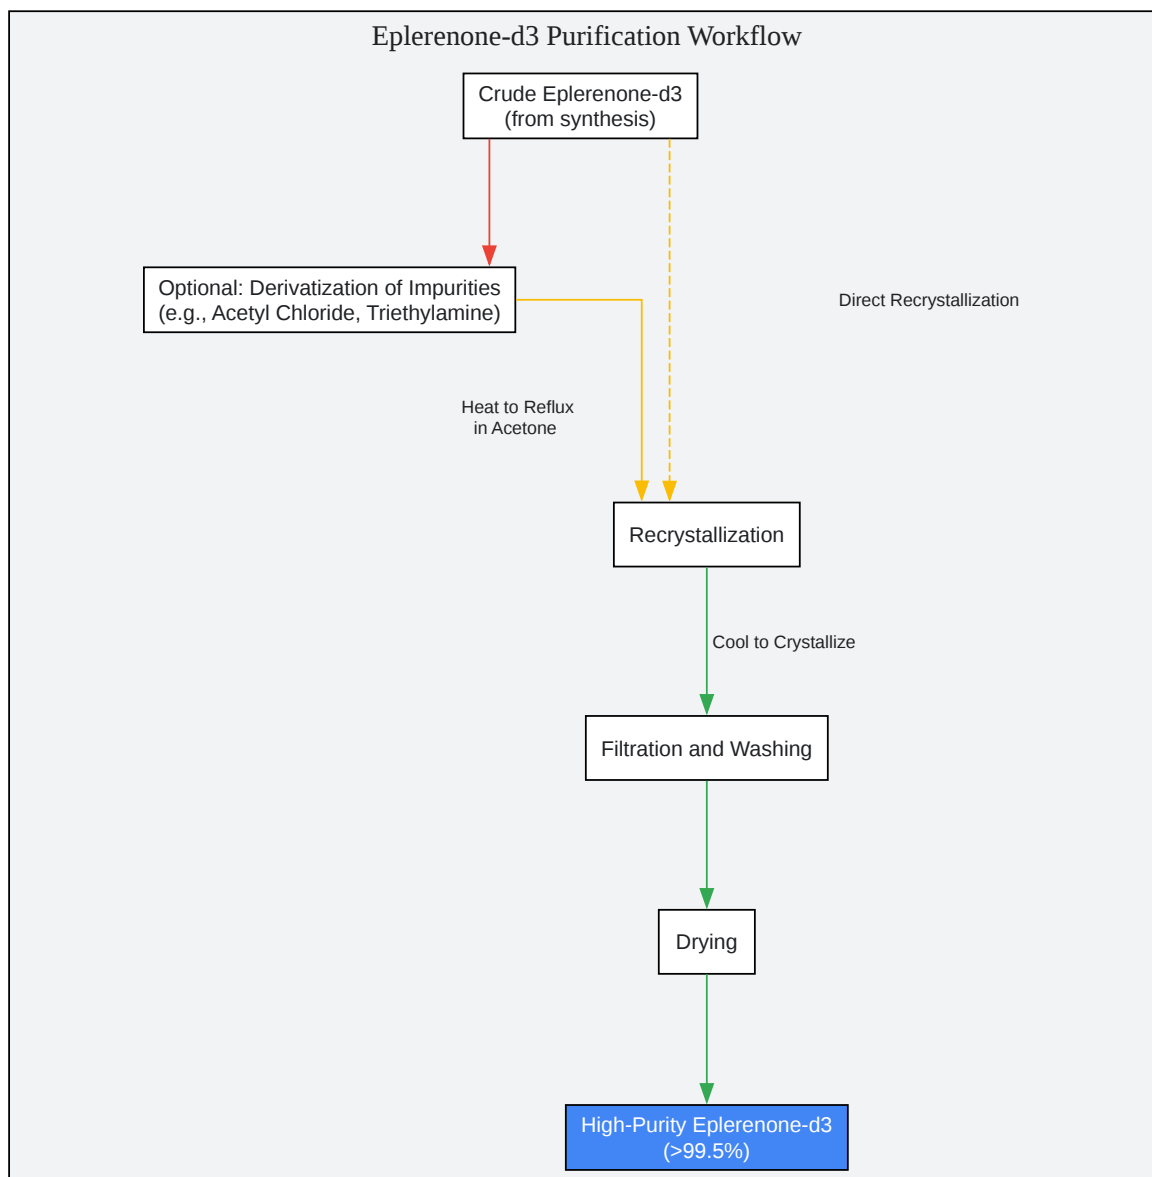 Eplerenone-d3 Purification Workflow
Crude Eplerenone-d3
(from synthesis)
Optional: Derivatization of Impurities
(e.g., Acetyl Chloride, Triethylamine)
Direct Recrystallization
Heat to Reflux
in Acetone
Recrystallization
Cool to Crystallize
Filtration and Washing
Drying
High-Purity Eplerenone-d3
(>99.5%)